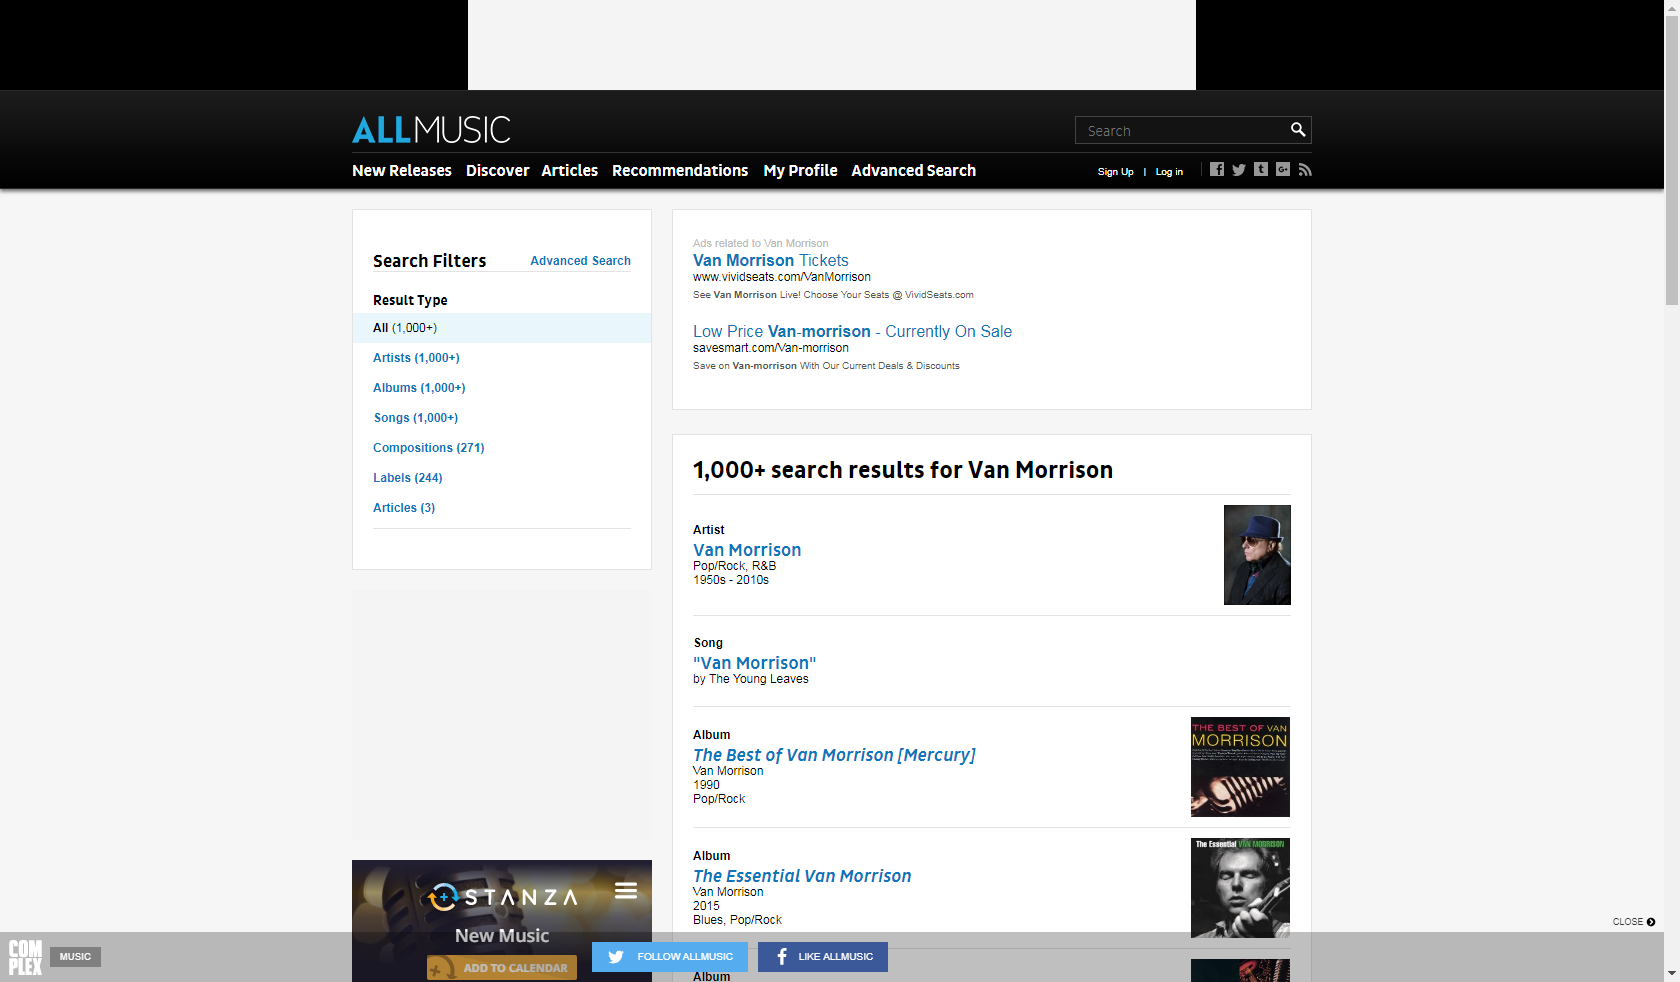 ALLMUSIC
Search
New Releases Discover Articles Recommendations My Profile Advanced Search
Sign Up | Log in
Search Filters Advanced Search
Result Type
All (1,000+)
Artists (1,000+)
Albums (1,000+)
Songs (1,000+)
Compositions (271)
Labels (244)
Articles (3)
Ads related to Van Morrison
Van Morrison Tickets
www.vividseats.com/VanMorrison
See Van Morrison Live! Choose Your Seats @ VividSeats.com
Low Price Van-morrison - Currently On Sale
savesmart.com/Van-morrison
Save on Van-morrison With Our Current Deals & Discounts
1,000+ search results for Van Morrison
Artist
Van Morrison
Pop/Rock, R&B
1950s - 2010s
Song
"Van Morrison"
by The Young Leaves
Album
The Best of Van Morrison [Mercury]
Van Morrison
1990
Pop/Rock
THE BEST OF VAN
MORRISON
Album
The Essential Van Morrison
Van Morrison
2015
Blues, Pop/Rock
The Essential VAN MORRISON
Album
STANZA
New Music
ADD TO CALENDAR
CLOSE
COM
PLEX
MUSIC
FOLLOW ALLMUSIC
LIKE ALLMUSIC